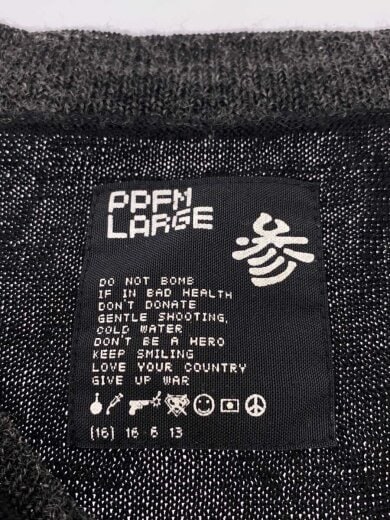 PPFM
LARGE
参
DO NOT BOMB
IF IN BAD HEALTH
DON'T DONATE
GENTLE SHOOTING,
COLD WATER
DON'T BE A HERO
KEEP SMILING
LOVE YOUR COUNTRY
GIVE UP WAR
(16) 16 6 13